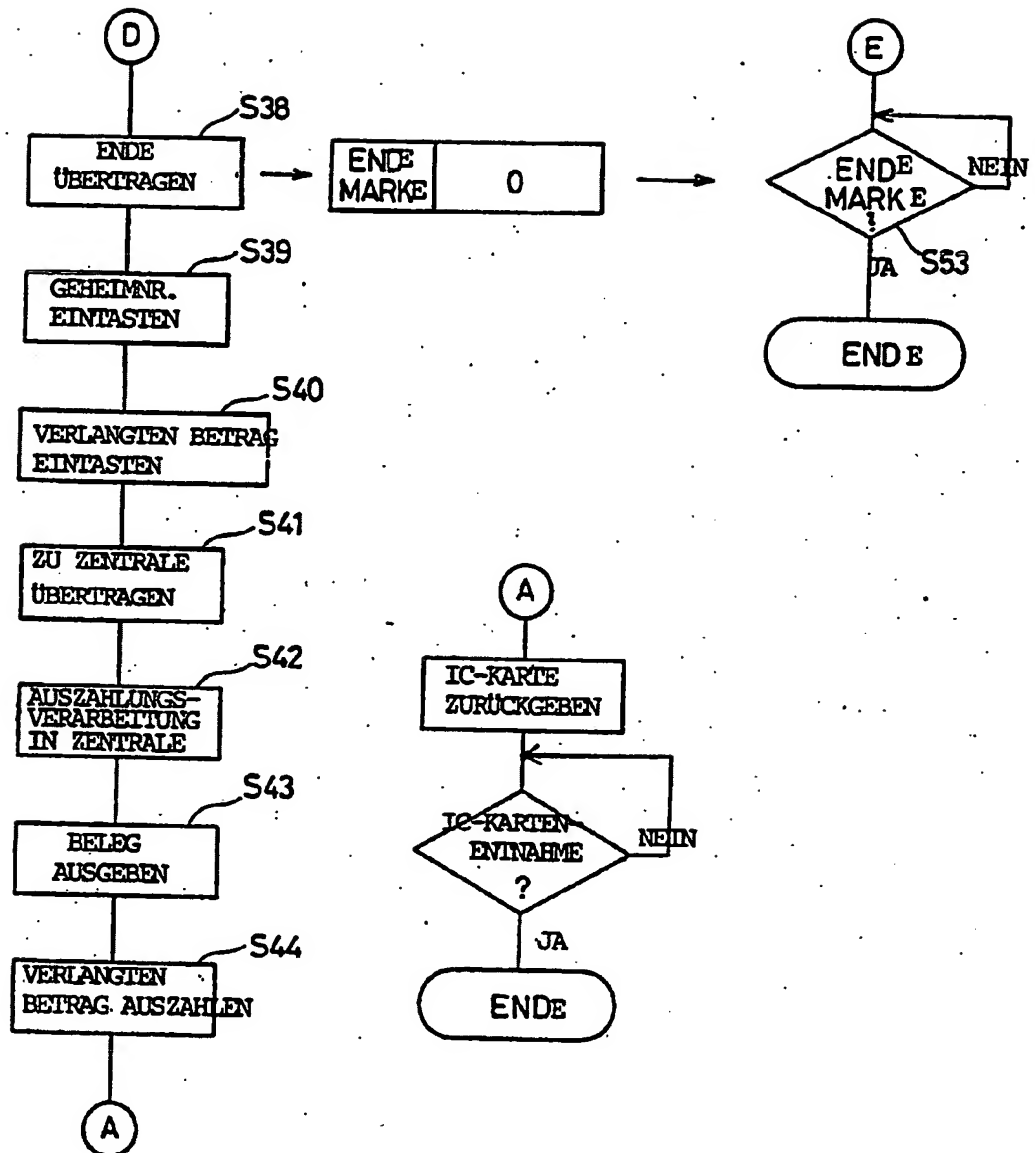 D
S38
ENDE
ÜBERTRAGEN
ENDE
MARKE
0
E
ENDE
MARKE
?
NEIN
JA
S53
ENDE
S39
GEHEIMNR.
EINTASTEN
S40
VERLANGTEN BETRAG
EINTASTEN
S41
ZU ZENTRALE
ÜBERTRAGEN
S42
AUSZAHLUNGS-
VERARBEITUNG
IN ZENTRALE
S43
BELEG
AUSGEBEN
S44
VERLANGTEN
BETRAG AUSZAHLEN
A
A
IC-KARTE
ZURÜCKGEBEN
IC-KARTEN-
ENTNAHME
?
NEIN
JA
ENDE